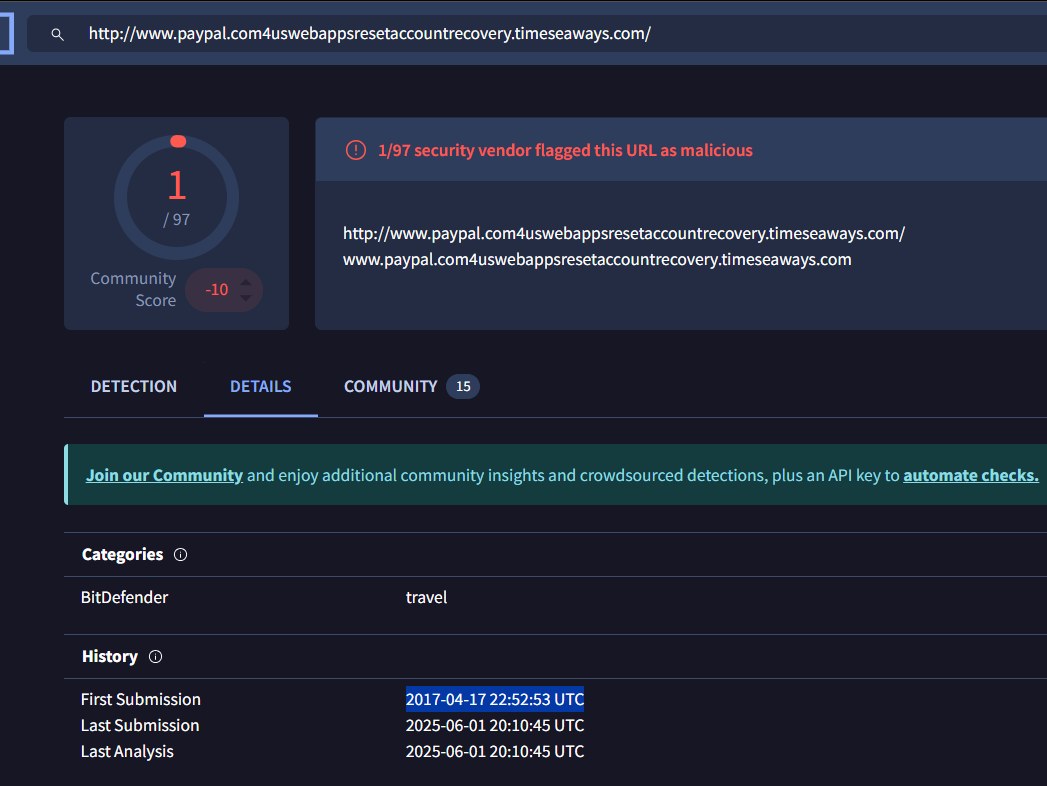 http://www.paypal.com4uswebappsresetaccountrecovery.timeseaways.com/
1
/ 97
Community
Score
-10
1/97 security vendor flagged this URL as malicious
http://www.paypal.com4uswebappsresetaccountrecovery.timeseaways.com/
www.paypal.com4uswebappsresetaccountrecovery.timeseaways.com
DETECTION DETAILS COMMUNITY 15
Join our Community and enjoy additional community insights and crowdsourced detections, plus an API key to automate checks.
Categories
BitDefender travel
History
First Submission 2017-04-17 22:52:53 UTC
Last Submission 2025-06-01 20:10:45 UTC
Last Analysis 2025-06-01 20:10:45 UTC